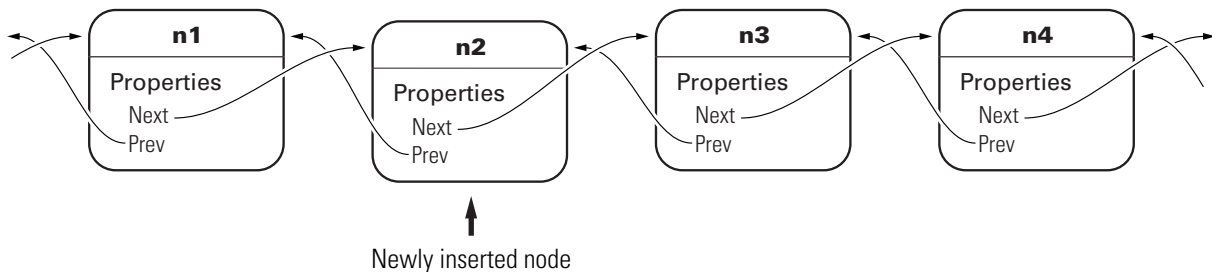 n1
Properties
Next
Prev
n2
Properties
Next
Prev
n3
Properties
Next
Prev
n4
Properties
Next
Prev
Newly inserted node